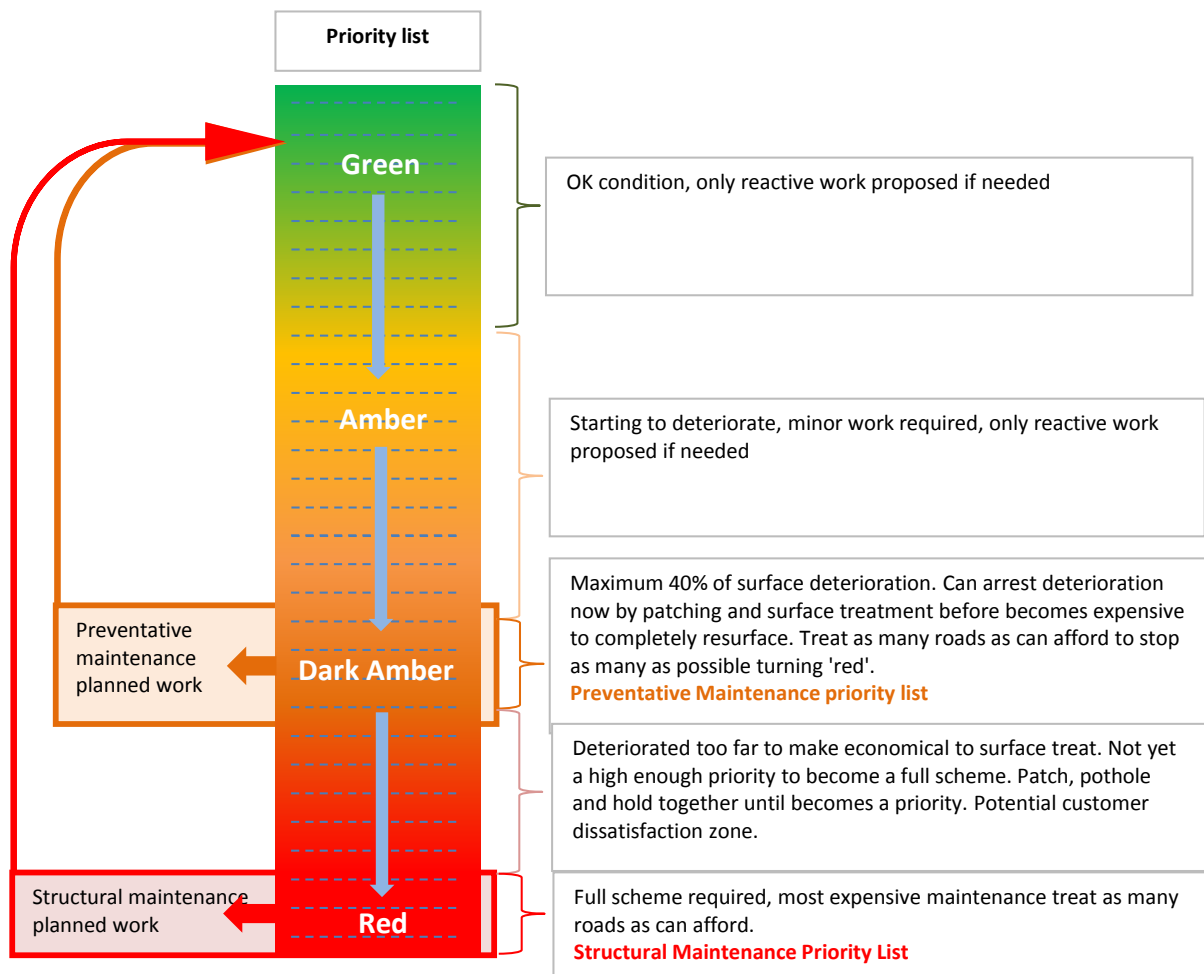 Priority list
Green
OK condition, only reactive work proposed if needed
Amber
Starting to deteriorate, minor work required, only reactive work
proposed if needed
Preventative
maintenance
planned work
Dark Amber
Maximum 40% of surface deterioration. Can arrest deterioration
now by patching and surface treatment before becomes expensive
to completely resurface. Treat as many roads as can afford to stop
as many as possible turning 'red'.
Preventative Maintenance priority list
Deteriorated too far to make economical to surface treat. Not yet
a high enough priority to become a full scheme. Patch, pothole
and hold together until becomes a priority. Potential customer
dissatisfaction zone.
Structural maintenance
planned work
Red
Full scheme required, most expensive maintenance treat as many
roads as can afford.
Structural Maintenance Priority List